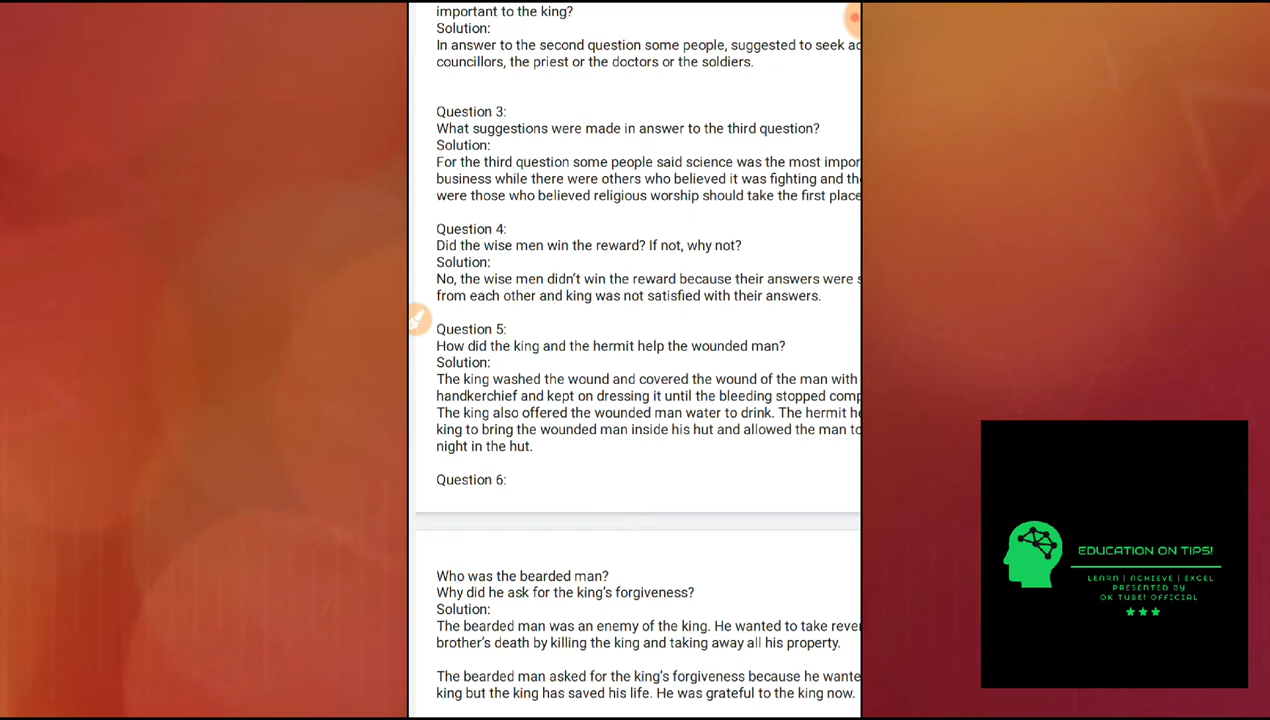 important to the king?
Solution:
In answer to the second question some people, suggested to seek
councillors, the priest or the doctors or the soldiers.
Question 3:
What suggestions were made in answer to the third question?
Solution:
For the third question some people said science was the most
business while there were others who believed it was fighting and
were those who believed religious worship should take the first place
Question 4:
Did the wise men win the reward? If not, why not?
Solution:
No, the wise men didn't win the reward because their answers were
from each other and king was not satisfied with their answers.
Question 5:
How did the king and the hermit help the wounded man?
Solution:
The king washed the wound and covered the wound of the man with
handkerchief and kept on dressing it until the bleeding stopped
The king also offered the wounded man water to drink. The hermit
king to bring the wounded man inside his hut and allowed the man
night in the hut.
Question 6:
Who was the bearded man?
Why did he ask for the king's forgiveness?
Solution:
The bearded man was an enemy of the king. He wanted to take
brother's death by killing the king and taking away all his property.
The bearded man asked for the king's forgiveness because he
king but the king has saved his life. He was grateful to the king now.
EDUCATION ON TIPS!
LEARN | ACHIEVE | EXCEL
PRESENTED BY
OK TUBE! OFFICIAL